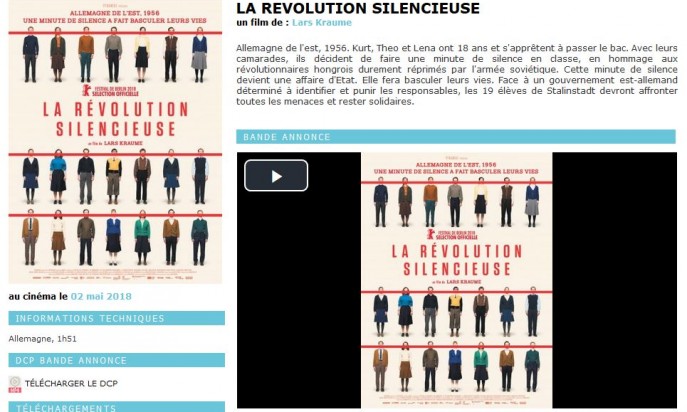 ALLEMAGNE DE L'EST, 1956
UNE MINUTE DE SILENCE A FAIT BASCULER LEURS VIES
FESTIVAL DE BERLIN 2018
SELECTION OFFICIELLE
LA RÉVOLUTION
SILENCIEUSE
un film de LARS KRAUME
au cinéma le 02 mai 2018
INFORMATIONS TECHNIQUES
Allemagne, 1h51
DCP BANDE ANNONCE
TÉLÉCHARGER LE DCP
TÉLÉCHARGEMENTS
LA REVOLUTION SILENCIEUSE
un film de : Lars Kraume
Allemagne de l'est, 1956. Kurt, Theo et Lena ont 18 ans et s'apprêtent à passer le bac. Avec leurs
camarades, ils décident de faire une minute de silence en classe, en hommage aux
révolutionnaires hongrois durement réprimés par l'armée soviétique. Cette minute de silence
devient une affaire d'Etat. Elle fera basculer leurs vies. Face à un gouvernement est-allemand
déterminé à identifier et punir les responsables, les 19 élèves de Stalinstadt devront affronter
toutes les menaces et rester solidaires.
BANDE ANNONCE
ALLEMAGNE DE L'EST, 1956
UNE MINUTE DE SILENCE A FAIT BASCULER LEURS VIES
FESTIVAL DE BERLIN 2018
SELECTION OFFICIELLE
LA RÉVOLUTION
SILENCIEUSE
un film de LARS KRAUME